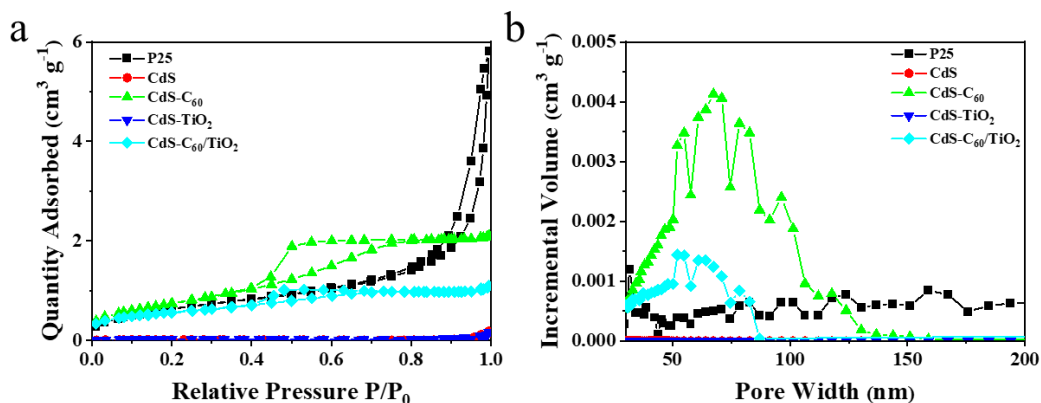 a
Quantity Adsorbed (cm³ g⁻¹)
6
4
2
0
P25
CdS
CdS-C₆₀
CdS-TiO₂
CdS-C₆₀/TiO₂
0.0 0.2 0.4 0.6 0.8 1.0
Relative Pressure P/P₀
b
Incremental Volume (cm³ g⁻¹)
0.005
0.004
0.003
0.002
0.001
0.000
P25
CdS
CdS-C₆₀
CdS-TiO₂
CdS-C₆₀/TiO₂
50 100 150 200
Pore Width (nm)